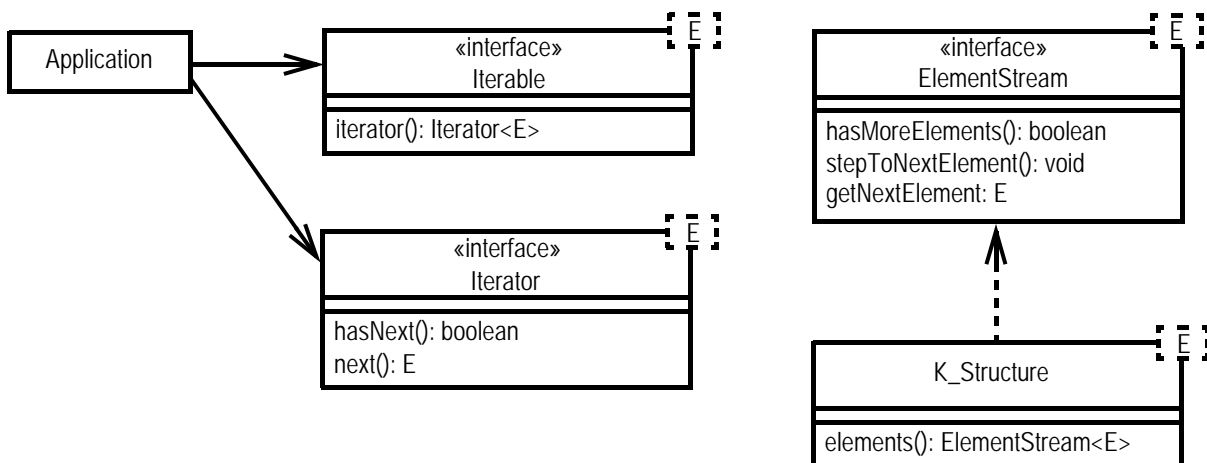 Application
E
«interface»
Iterable
iterator(): Iterator<E>
E
«interface»
Iterator
hasNext(): boolean
next(): E
E
«interface»
ElementStream
hasMoreElements(): boolean
stepToNextElement(): void
getNextElement: E
E
K_Structure
elements(): ElementStream<E>